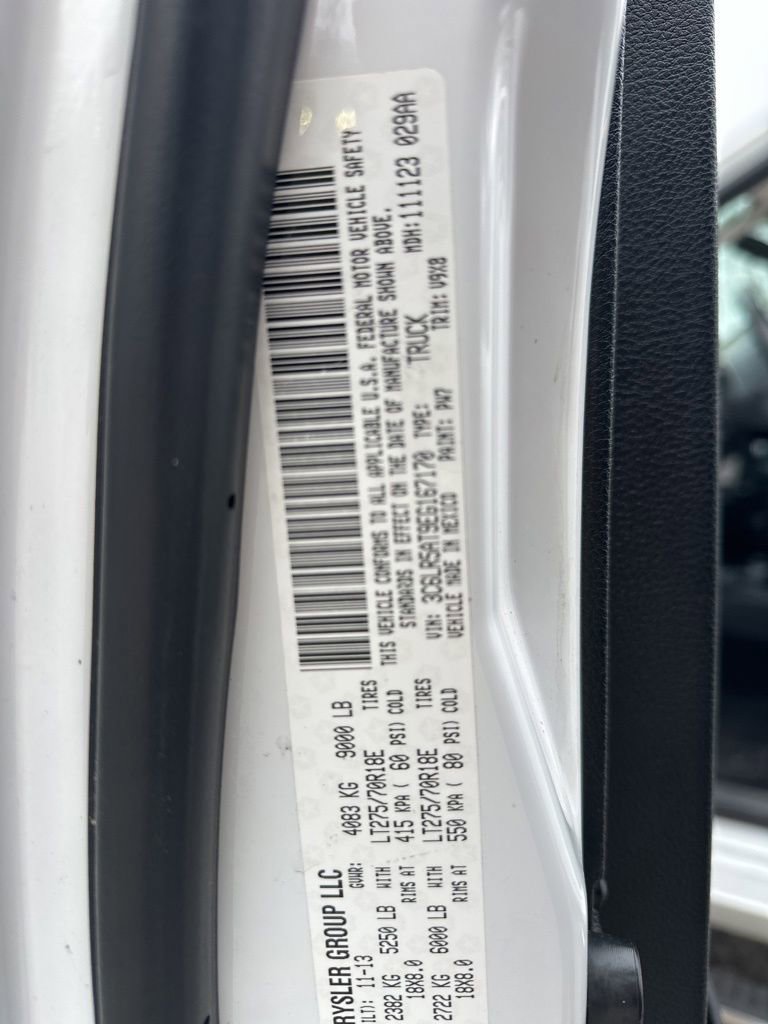 RYSLER GROUP LLC
ILT): 11-13 GVWR: 4083 KG 9000 LB
2382 KG 5250 LB WITH LT275/70R18E TIRES
18X8.0 RIMS AT 415 KPA ( 60 PSI) COLD
2722 KG 6000 LB WITH LT275/70R18E TIRES
18X8.0 RIMS AT 550 KPA ( 80 PSI) COLD
THIS VEHICLE CONFORMS TO ALL APPLICABLE U.S.A. FEDERAL MOTOR VEHICLE SAFETY
STANDARDS IN EFFECT ON THE DATE OF MANUFACTURE SHOWN ABOVE.
VIN: 3C6LR5AT9EG167170 TYPE: TRUCK MDH: 111123 029AA
VEHICLE MADE IN MEXICO PAINT: PW7 TRIM: V9X8